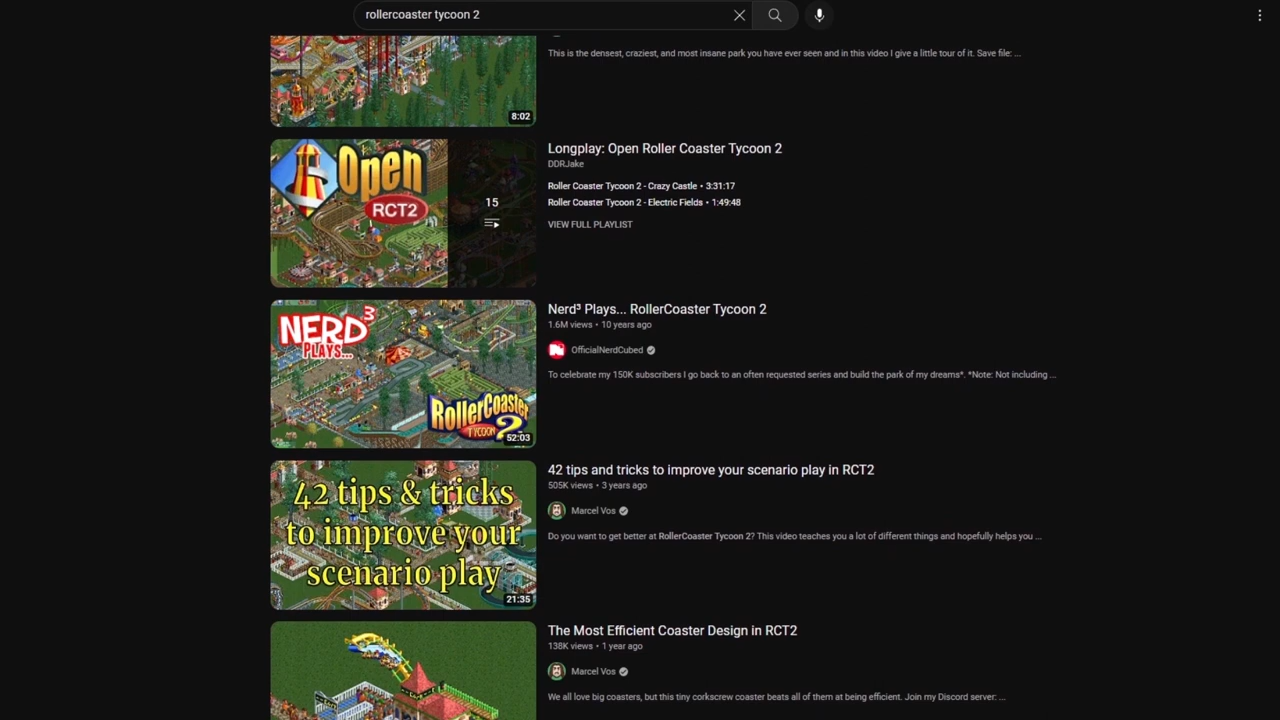 rollercoaster tycoon 2
This is the densest, craziest, and most insane park you have ever seen and in this video I give a little tour of it. Save file: ...
8:02
Open
RCT2
15
Longplay: Open Roller Coaster Tycoon 2
DDRJake
Roller Coaster Tycoon 2 - Crazy Castle • 3:31:17
Roller Coaster Tycoon 2 - Electric Fields • 1:49:48
VIEW FULL PLAYLIST
NERD³
PLAYS...
RollerCoaster
TYCOON 2
52:03
Nerd³ Plays... RollerCoaster Tycoon 2
1.6M views • 10 years ago
OfficialNerdCubed
To celebrate my 150K subscribers I go back to an often requested series and build the park of my dreams*. *Note: Not including ...
42 tips & tricks
to improve your
scenario play
21:35
42 tips and tricks to improve your scenario play in RCT2
505K views • 3 years ago
Marcel Vos
Do you want to get better at RollerCoaster Tycoon 2? This video teaches you a lot of different things and hopefully helps you ...
The Most Efficient Coaster Design in RCT2
138K views • 1 year ago
Marcel Vos
We all love big coasters, but this tiny corkscrew coaster beats all of them at being efficient. Join my Discord server: ...